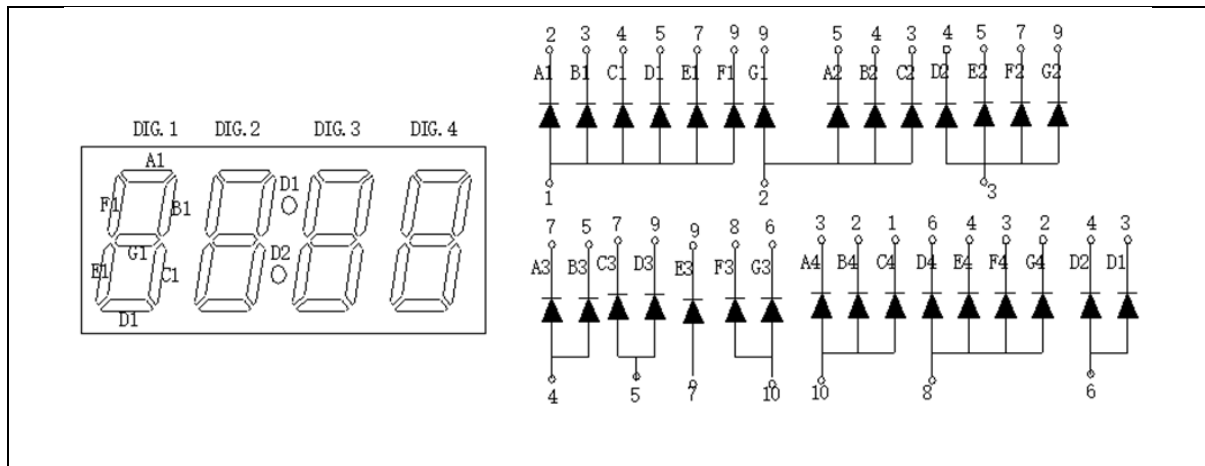 DIG.1 DIG.2 DIG.3 DIG.4
A1
F1 B1 D1
G1 D2
E1 C1
D1
2 3 4 5 7 9 9 5 4 3 4 5 7 9
A1 B1 C1 D1 E1 F1 G1 A2 B2 C2 D2 E2 F2 G2
1 2 3
7 5 7 9 9 8 6 3 2 1 6 4 3 2 4 3
A3 B3 C3 D3 E3 F3 G3 A4 B4 C4 D4 E4 F4 G4 D2 D1
4 5 7 10 10 8 6